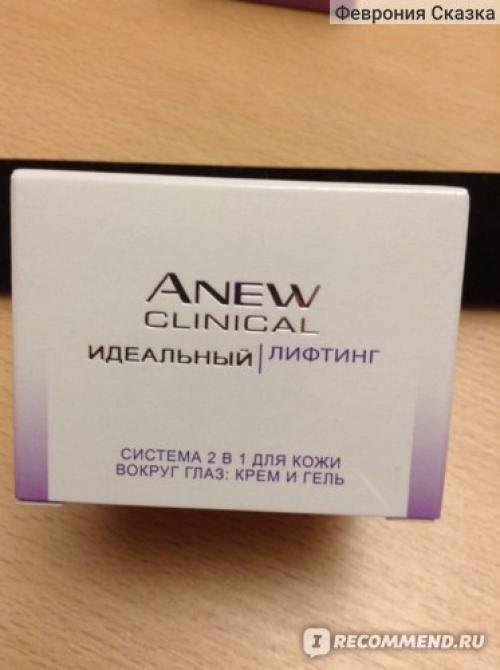 Феврония Сказка
ANEW
CLINICAL
ИДЕАЛЬНЫЙ | ЛИФТИНГ
СИСТЕМА 2 В 1 ДЛЯ КОЖИ
ВОКРУГ ГЛАЗ: КРЕМ И ГЕЛЬ
I RECOMMEND.RU